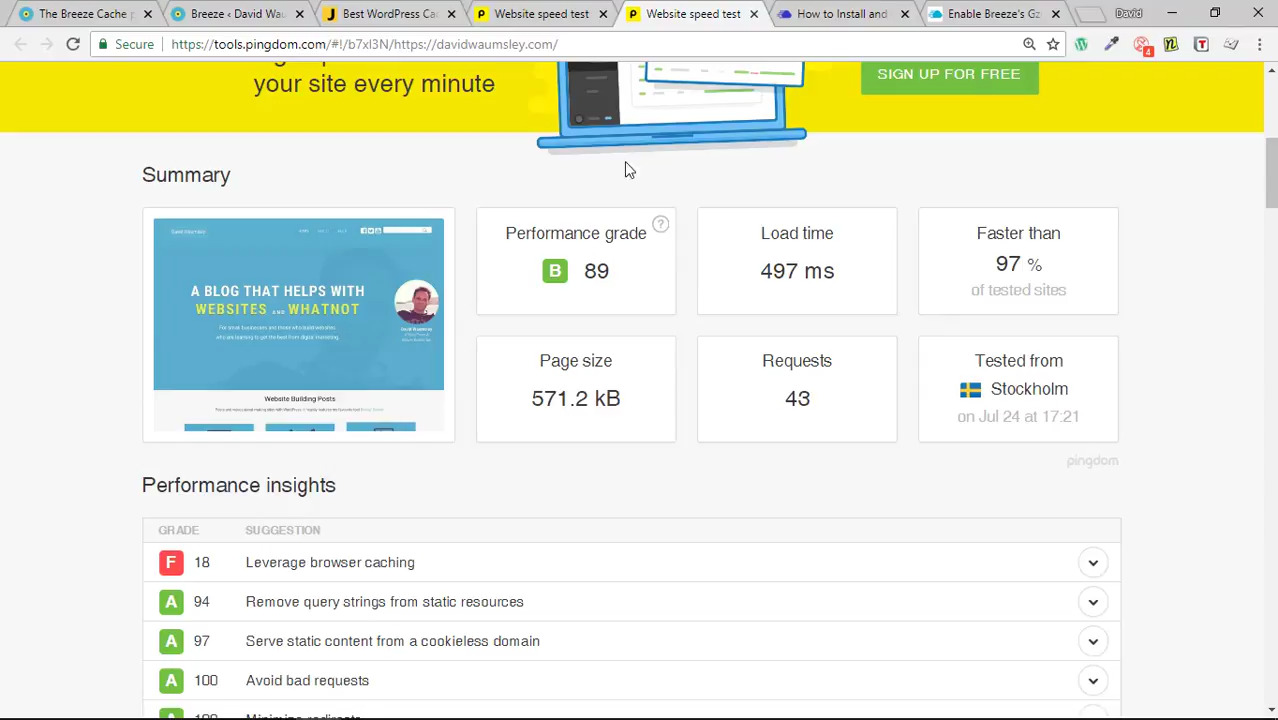 The Breeze Cache p
Breeze ‹ David Wau
Best WordPress Cac
Website speed test
Website speed test
How to Install and
Enable Breeze's
David
Secure
https://tools.pingdom.com/#!/b7xl3N/https://davidwaumsley.com/
4
your site every minute
SIGN UP FOR FREE
Summary
A BLOG THAT HELPS WITH
WEBSITES AND WHATNOT
Website Building Posts
Performance grade
?
B 89
Load time
497 ms
Faster than
97 %
of tested sites
Page size
571.2 kB
Requests
43
Tested from
Stockholm
on Jul 24 at 17:21
pingdom
Performance insights
GRADE SUGGESTION
F 18 Leverage browser caching
A 94 Remove query strings from static resources
A 97 Serve static content from a cookieless domain
A 100 Avoid bad requests